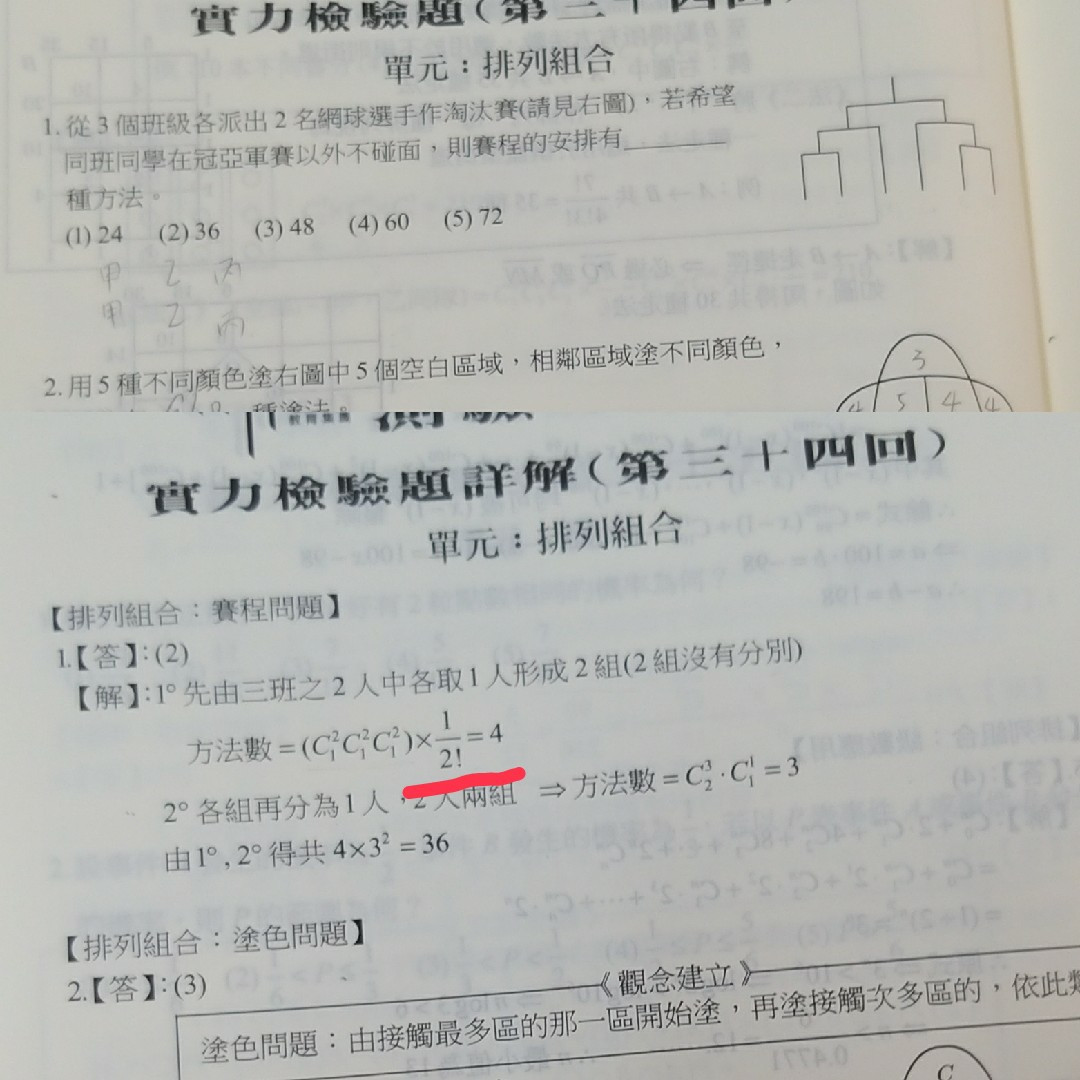 實力檢驗題(第三十四回)
單元：排列組合
1. 從 3 個班級各派出 2 名網球選手作淘汰賽(請見右圖)，若希望
同班同學在冠亞軍賽以外不碰面，則賽程的安排有
種方法。
(1) 24 (2) 36 (3) 48 (4) 60 (5) 72
甲 乙 丙
甲 乙 丙
2. 用 5 種不同顏色塗右圖中 5 個空白區域，相鄰區域塗不同顏色，
3
4 5 4 4
種塗法。
實力檢驗題詳解(第三十四回)
單元：排列組合
【排列組合：賽程問題】
1.【答】：(2)
【解】：1° 先由三班之 2 人中各取 1 人形成 2 組(2 組沒有分別)
方法數 = (C₁²C₁²C₁²)×1/2! = 4
2° 各組再分為 1 人，2 人兩組 ⇒ 方法數 = C₂³·C₁¹ = 3
由 1°, 2° 得共 4×3² = 36
【排列組合：塗色問題】
2.【答】：(3)
《觀念建立》
塗色問題：由接觸最多區的那一區開始塗，再塗接觸次多區的，依此類
C